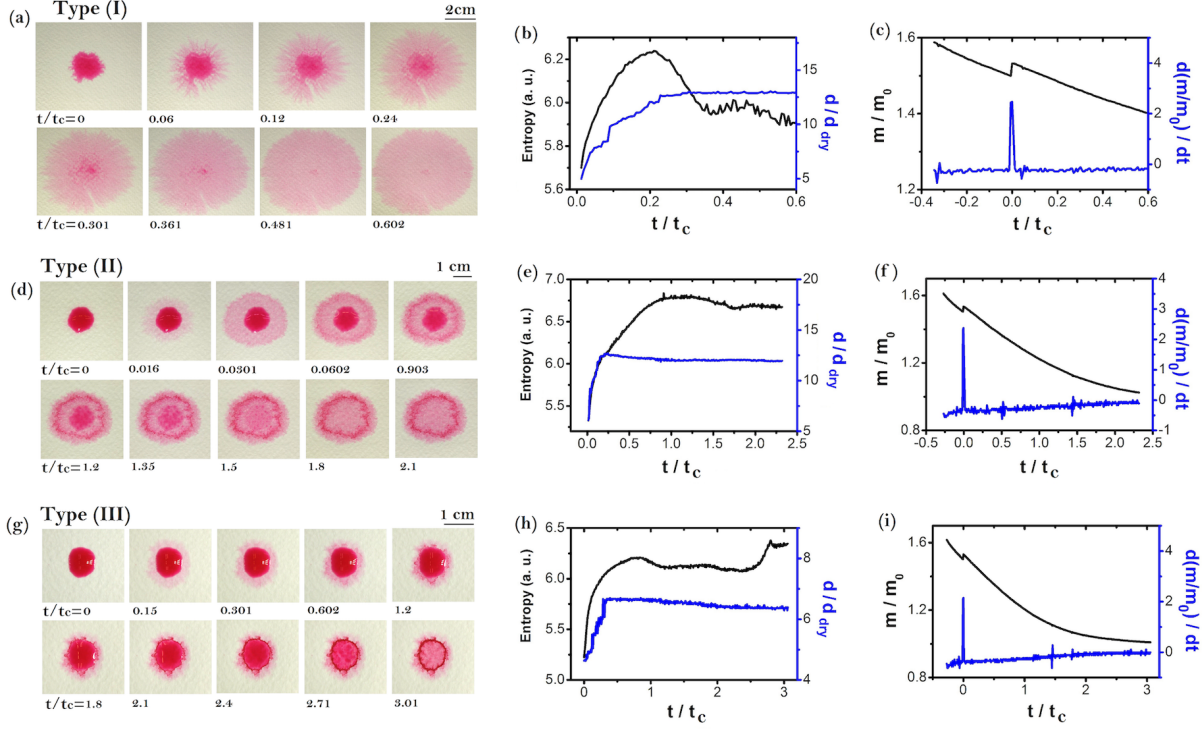 (a)
Type (I)
2cm
t/tc=0
0.06
0.12
0.24
t/tc=0.301
0.361
0.481
0.602
(b)
Entropy (a. u.)
6.2
6.0
5.8
5.6
0.0 0.2 0.4 0.6
t / tc
5
10
15
d / d dry
(c)
m / m0
1.6
1.4
1.2
-0.4 -0.2 0.0 0.2 0.4 0.6
t / tc
4
2
0
d(m/m0) / dt
Type (II)
1 cm
(d)
t/tc=0
0.016
0.0301
0.0602
0.903
t/tc=1.2
1.35
1.5
1.8
2.1
(e)
Entropy (a. u.)
7.0
6.5
6.0
5.5
0.0 0.5 1.0 1.5 2.0 2.5
t / tc
20
15
10
5
d / d dry
(f)
m / m0
1.6
1.2
0.8
-0.5 0.0 0.5 1.0 1.5 2.0 2.5
t / tc
4
3
2
1
0
-1
d(m/m0) / dt
(g)
Type (III)
1 cm
t/tc=0
0.15
0.301
0.602
1.2
t/tc=1.8
2.1
2.4
2.71
3.01
(h)
Entropy (a. u.)
6.5
6.0
5.5
5.0
0 1 2 3
t / tc
8
6
4
d / d dry
(i)
m / m0
1.6
1.2
0.8
0 1 2 3
t / tc
4
2
0
d(m/m0) / dt